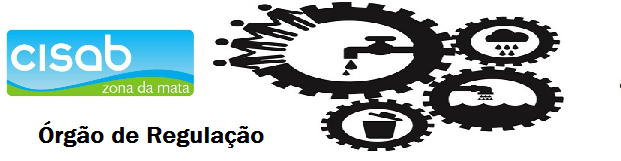 cisab
zona da mata
Órgão de Regulação